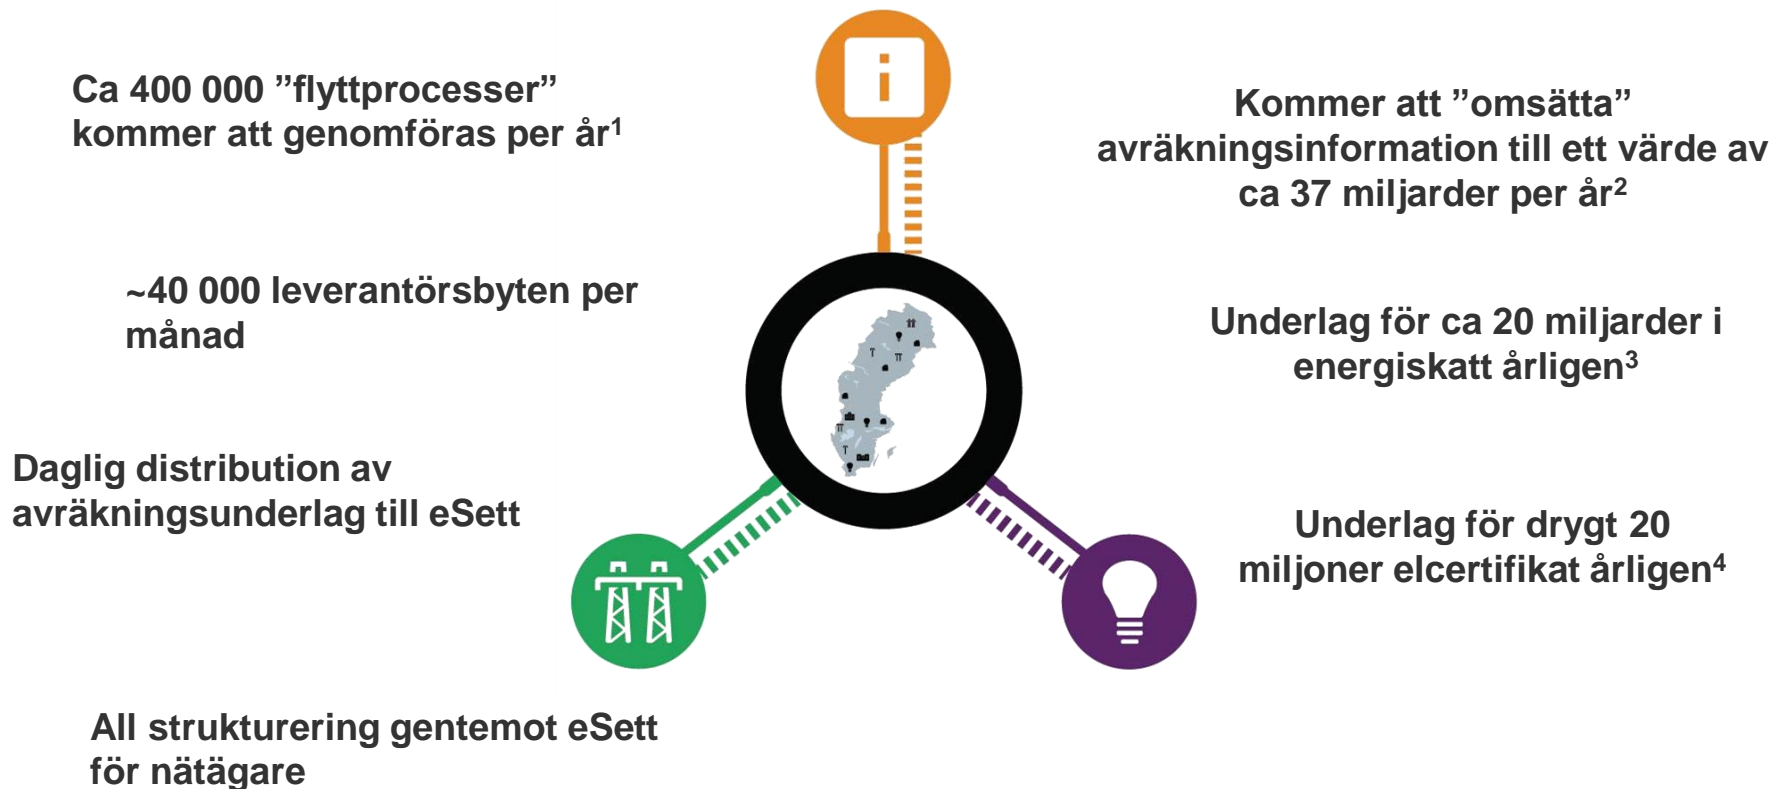 Ca 400 000 ”flyttprocesser”
kommer att genomföras per år¹
~40 000 leverantörsbyten per
månad
Daglig distribution av
avräkningsunderlag till eSett
All strukturering gentemot eSett
för nätägare
i
Kommer att ”omsätta”
avräkningsinformation till ett värde av
ca 37 miljarder per år²
Underlag för ca 20 miljarder i
energiskatt årligen³
Underlag för drygt 20
miljoner elcertifikat årligen⁴